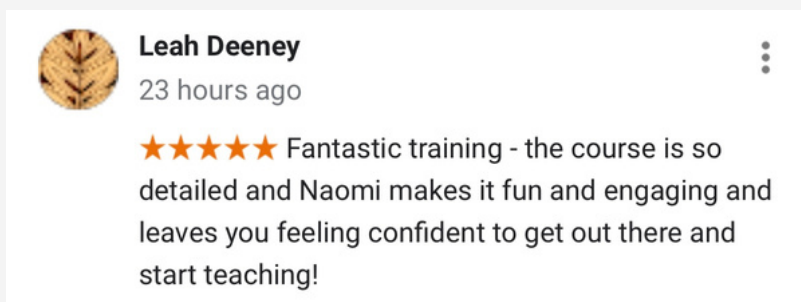 Leah Deeney
23 hours ago
★★★★★ Fantastic training - the course is so
detailed and Naomi makes it fun and engaging and
leaves you feeling confident to get out there and
start teaching!